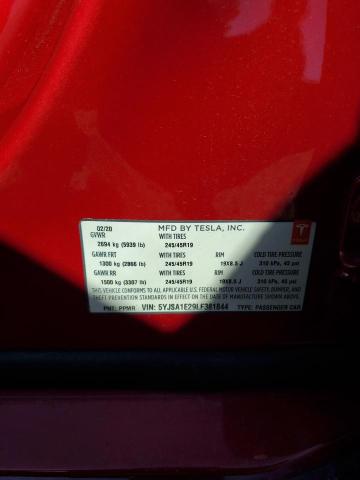 02/20 MFD BY TESLA, INC.
GVWR WITH TIRES
2694 kg (5939 lb) 245/45R19
GAWR FRT WITH TIRES RIM COLD TIRE PRESSURE
1300 kg (2866 lb) 245/45R19 19X8.5 J 310 kPa, 45 psi
GAWR RR WITH TIRES RIM COLD TIRE PRESSURE
1500 kg (3307 lb) 245/45R19 19X8.5 J 310 kPa, 45 psi
THIS VEHICLE CONFORMS TO ALL APPLICABLE FEDERAL MOTOR VEHICLE SAFETY, BUMPER, AND
THEFT PREVENTION STANDARDS IN EFFECT ON THE DATE OF MANUFACTURE SHOWN ABOVE.
PNT: PPMR VIN: 5YJSA1E29LF381844 TYPE: PASSENGER CAR